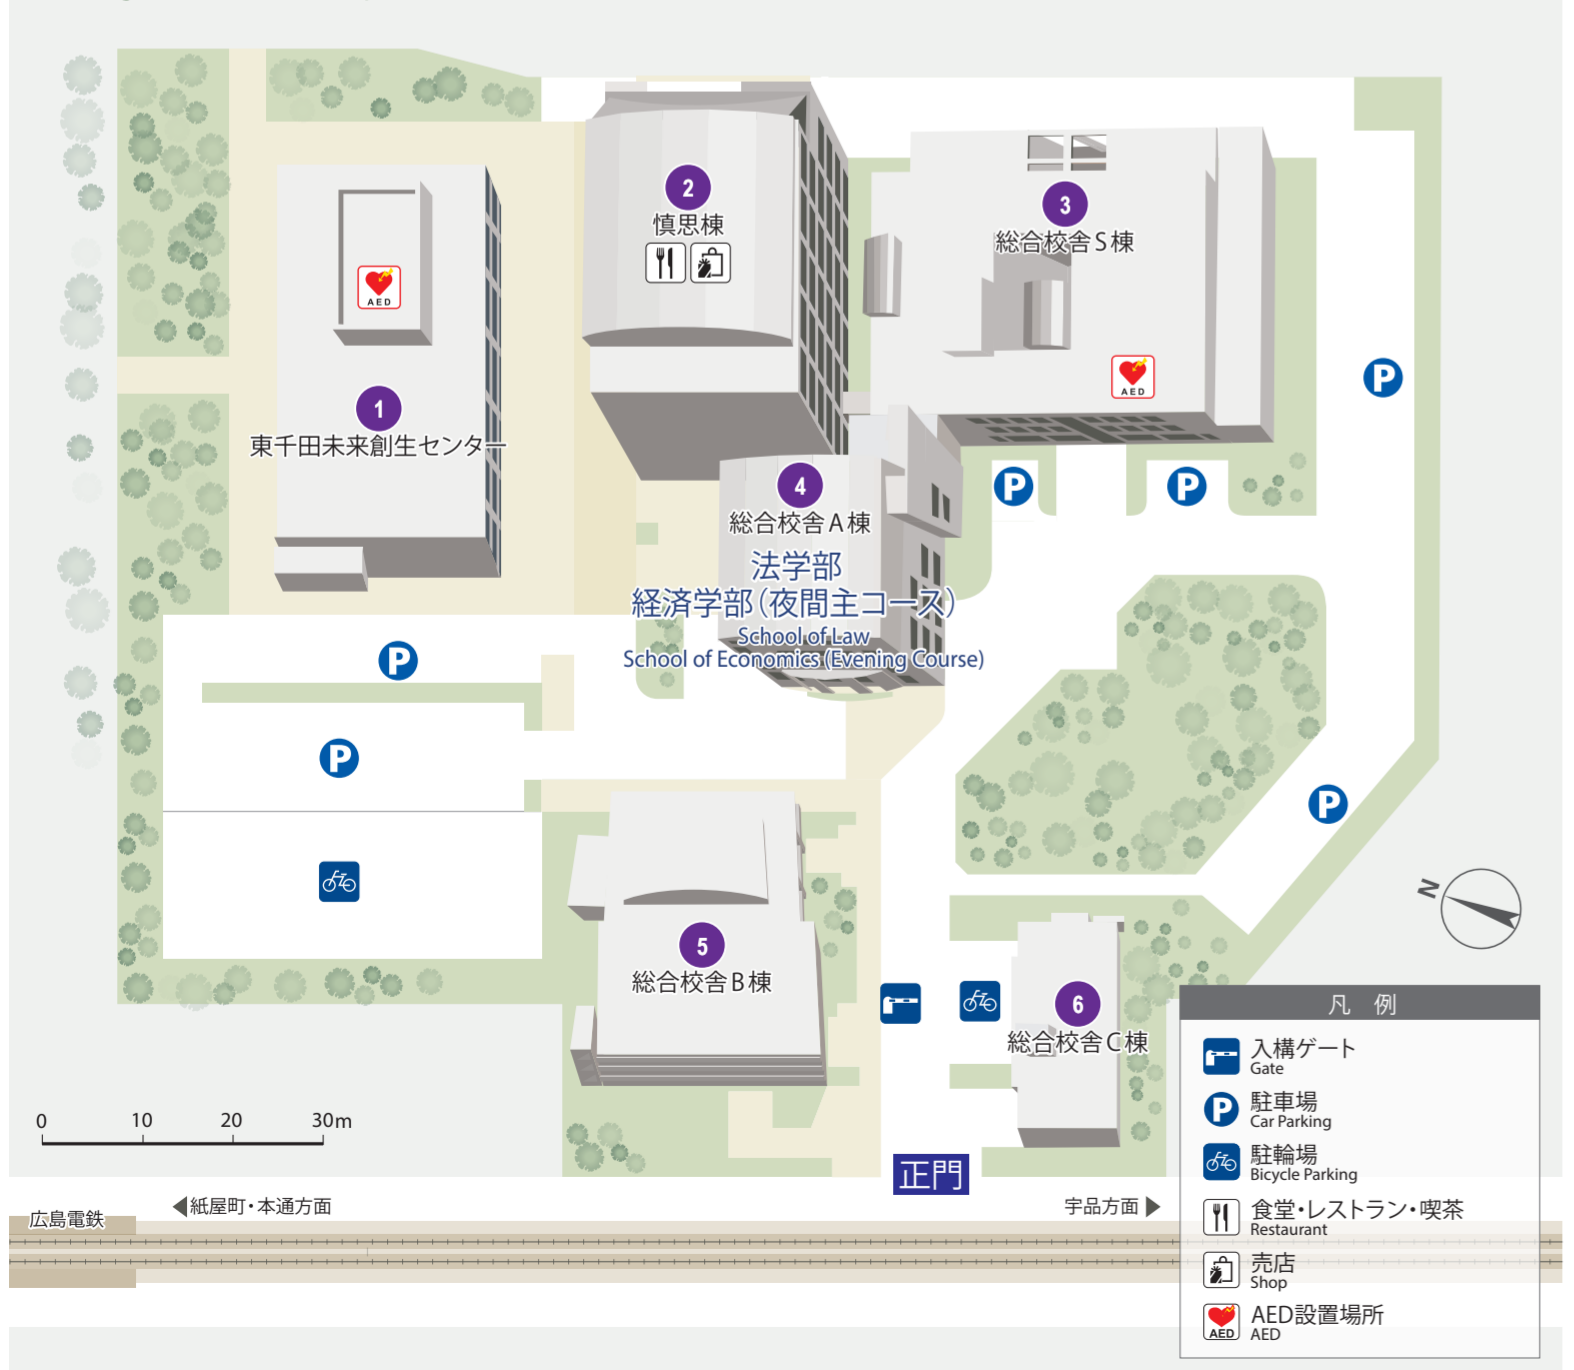 2
慎思棟
3
総合校舎S棟
AED
AED
1
東千田未来創生センター
P
4
総合校舎A棟
P
P
法学部
経済学部(夜間主コース)
School of Law
School of Economics (Evening Course)
P
P
P
N
5
総合校舎B棟
6
総合校舎C棟
凡 例
入構ゲート
Gate
P 駐車場
Car Parking
駐輪場
Bicycle Parking
食堂・レストラン・喫茶
Restaurant
売店
Shop
AED AED設置場所
AED
0 10 20 30m
正門
◀紙屋町・本通方面
宇品方面▶
広島電鉄